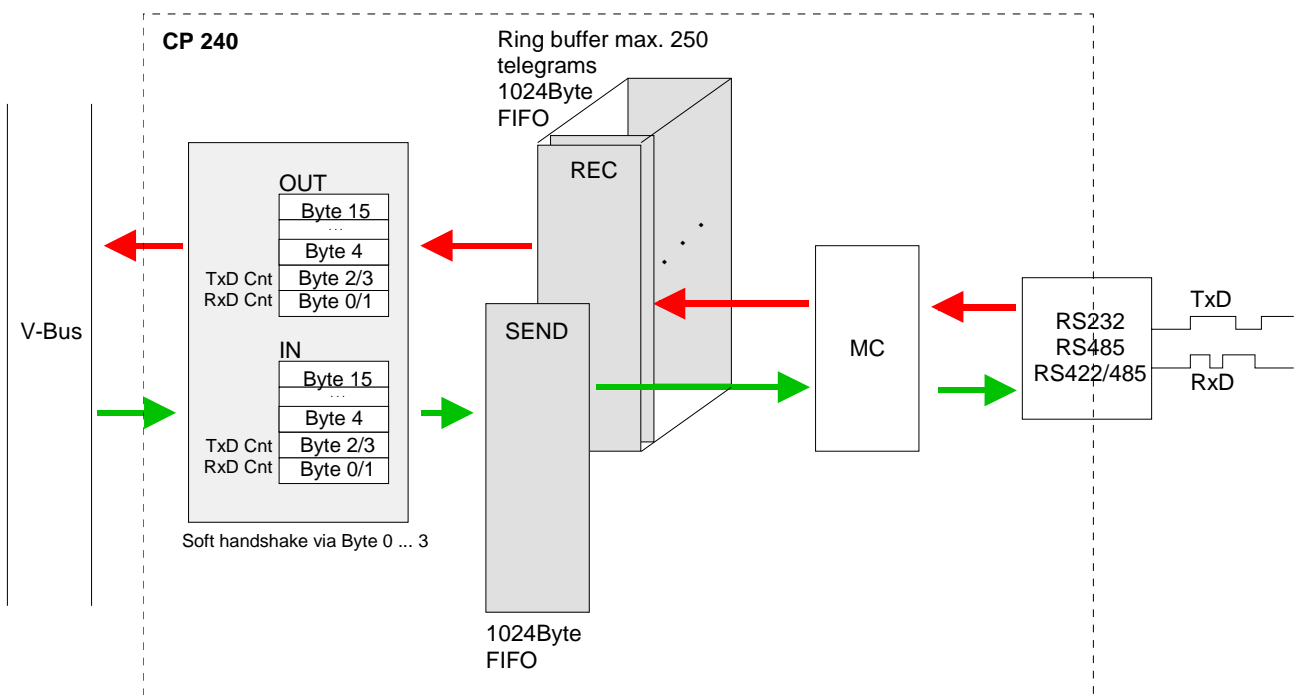 CP 240
Ring buffer max. 250
telegrams
1024Byte
FIFO
REC
OUT
Byte 15
...
Byte 4
TxD Cnt Byte 2/3
RxD Cnt Byte 0/1
V-Bus
IN
Byte 15
...
Byte 4
TxD Cnt Byte 2/3
RxD Cnt Byte 0/1
Soft handshake via Byte 0 ... 3
SEND
1024Byte
FIFO
MC
RS232
RS485
RS422/485
TxD
RxD